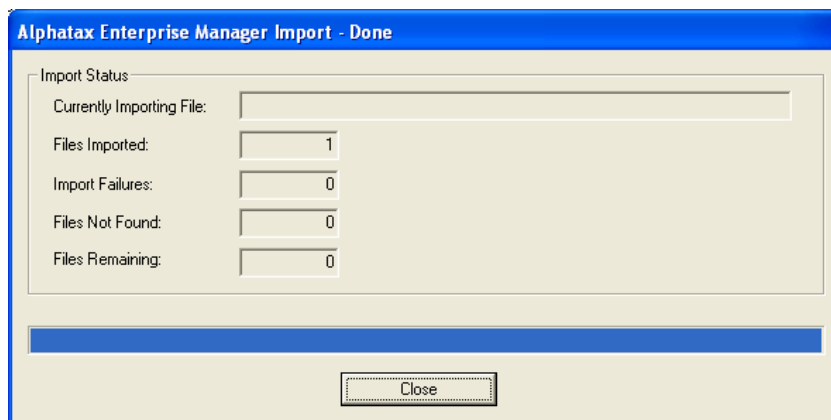 Alphatax Enterprise Manager Import - Done
Import Status
Currently Importing File:
Files Imported: 1
Import Failures: 0
Files Not Found: 0
Files Remaining: 0
Close